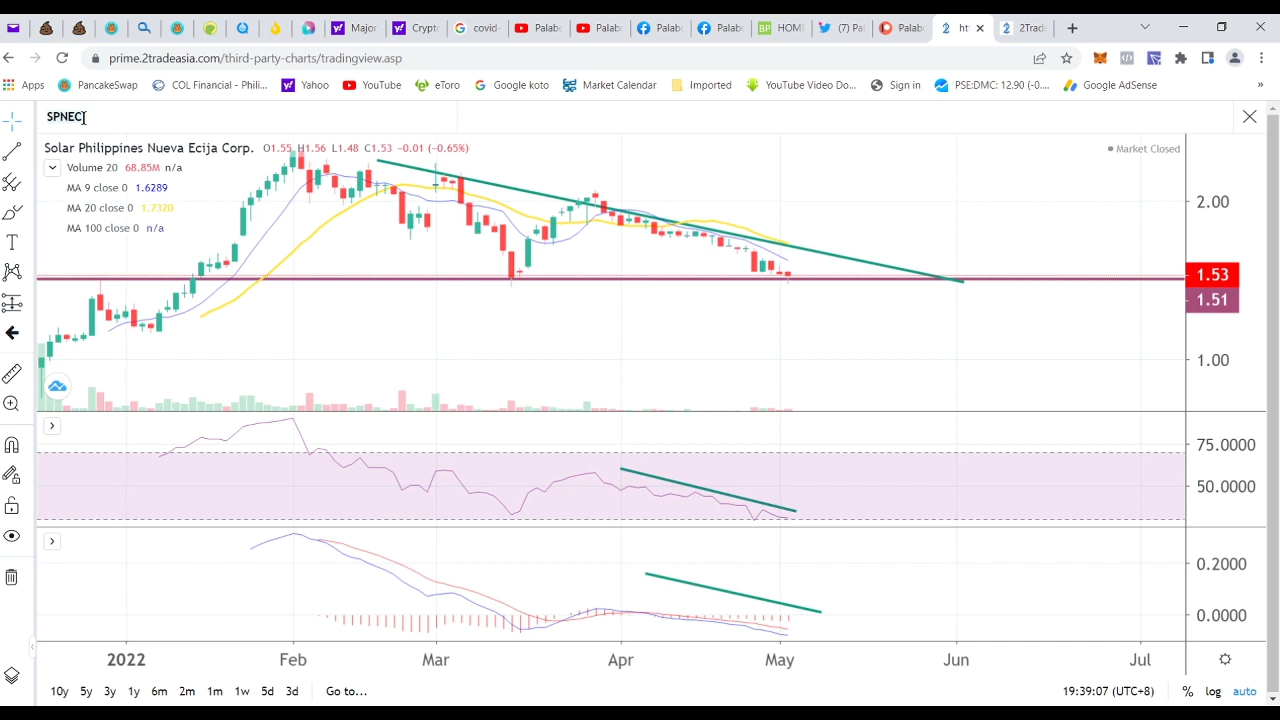 Major
Crypt
covid-
Palab
Palab
Palabo
Palabo
HOMI
(7) Pa
Palab
ht
2Trad
prime.2tradeasia.com/third-party-charts/tradingview.asp
Apps
PancakeSwap
COL Financial - Phili...
Yahoo
YouTube
eToro
Google koto
Market Calendar
Imported
YouTube Video Do...
Sign in
PSE:DMC: 12.90 (-0....
Google AdSense
»
SPNEC
Solar Philippines Nueva Ecija Corp. O1.55 H1.56 L1.48 C1.53 −0.01 (−0.65%)
Market Closed
Volume 20 68.85M n/a
MA 9 close 0 1.6289
MA 20 close 0 1.7320
MA 100 close 0 n/a
2.00
1.53
1.51
1.00
75.0000
50.0000
0.2000
0.0000
2022 Feb Mar Apr May Jun Jul
10y 5y 3y 1y 6m 2m 1m 1w 5d 3d Go to... 19:39:07 (UTC+8) % log auto